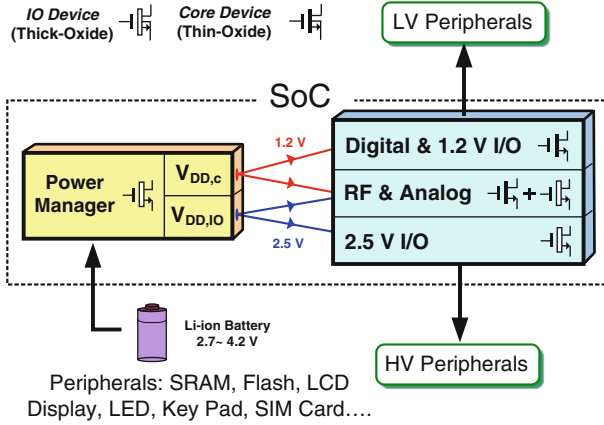 IO Device
(Thick-Oxide)
Core Device
(Thin-Oxide)
LV Peripherals
SoC
Power
Manager
V_DD,c
V_DD,IO
1.2 V
2.5 V
Digital & 1.2 V I/O
RF & Analog
+
2.5 V I/O
Li-ion Battery
2.7~ 4.2 V
HV Peripherals
Peripherals: SRAM, Flash, LCD
Display, LED, Key Pad, SIM Card....